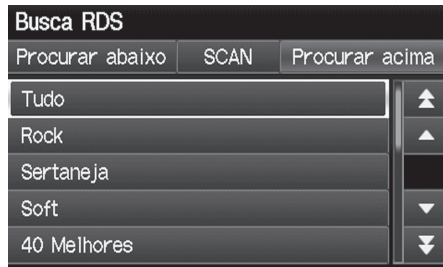 Busca RDS
Procurar abaixo SCAN Procurar acima
Tudo
Rock
Sertaneja
Soft
40 Melhores